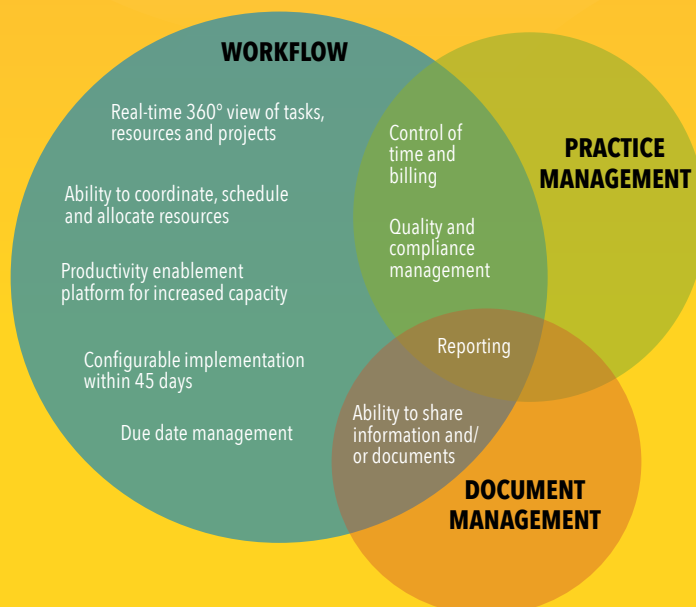 WORKFLOW
Real-time 360° view of tasks,
resources and projects
Ability to coordinate, schedule
and allocate resources
Productivity enablement
platform for increased capacity
Configurable implementation
within 45 days
Due date management
Control of
time and
billing
Quality and
compliance
management
Reporting
Ability to share
information and/
or documents
PRACTICE
MANAGEMENT
DOCUMENT
MANAGEMENT